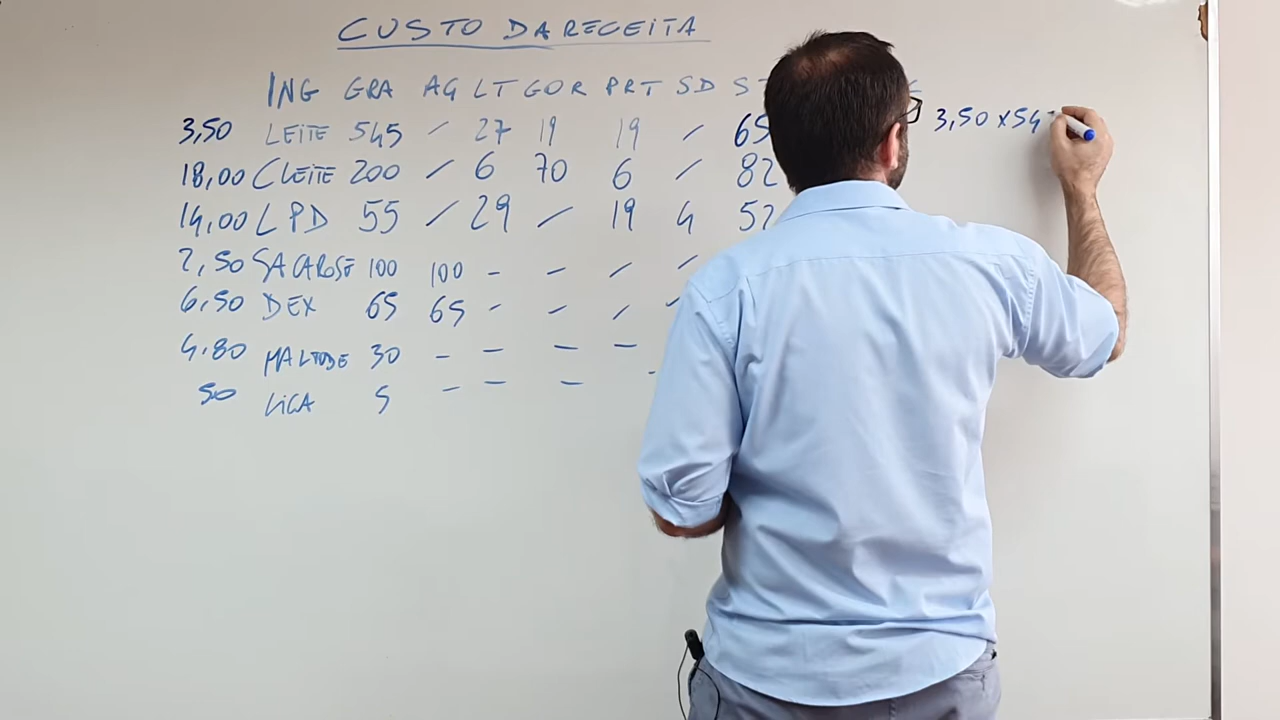 CUSTO DA RECEITA
ING GRA AG LT GOR PRT SD
3,50 LEITE 545 / 27 19 19 / 65
18,00 C LEITE 200 / 6 70 6 / 82
14,00 LPD 55 / 29 / 19 4 52
2,50 SACAROSE 100 100 - - / /
6,50 DEX 65 65 - - /
4.80 MALTODE 30 - - - -
50 LIGA 5 - - -
3,50 x 54